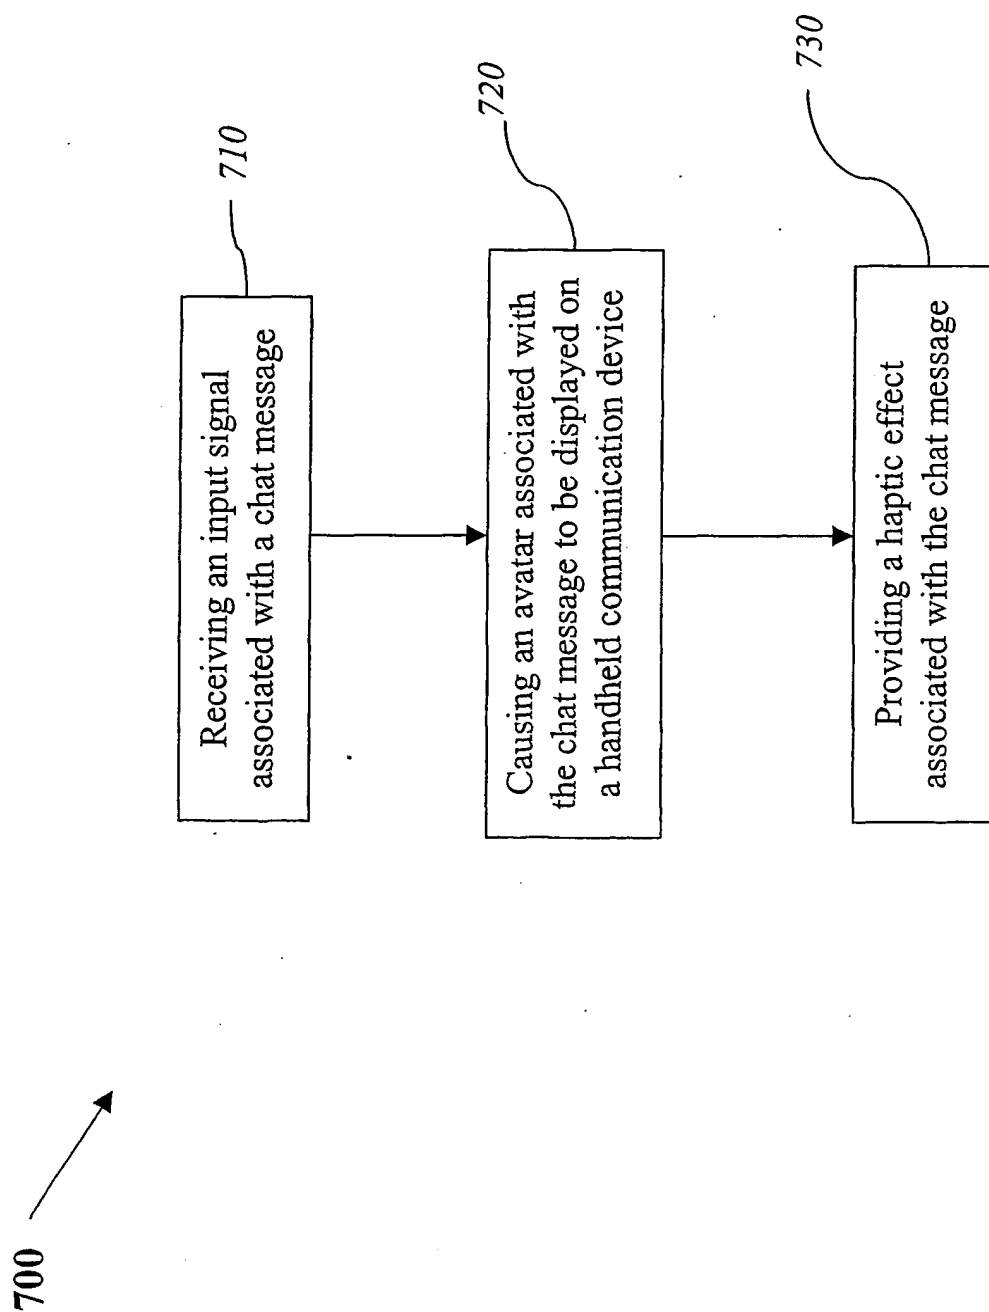 700
710
Receiving an input signal
associated with a chat message
720
Causing an avatar associated with
the chat message to be displayed on
a handheld communication device
730
Providing a haptic effect
associated with the chat message